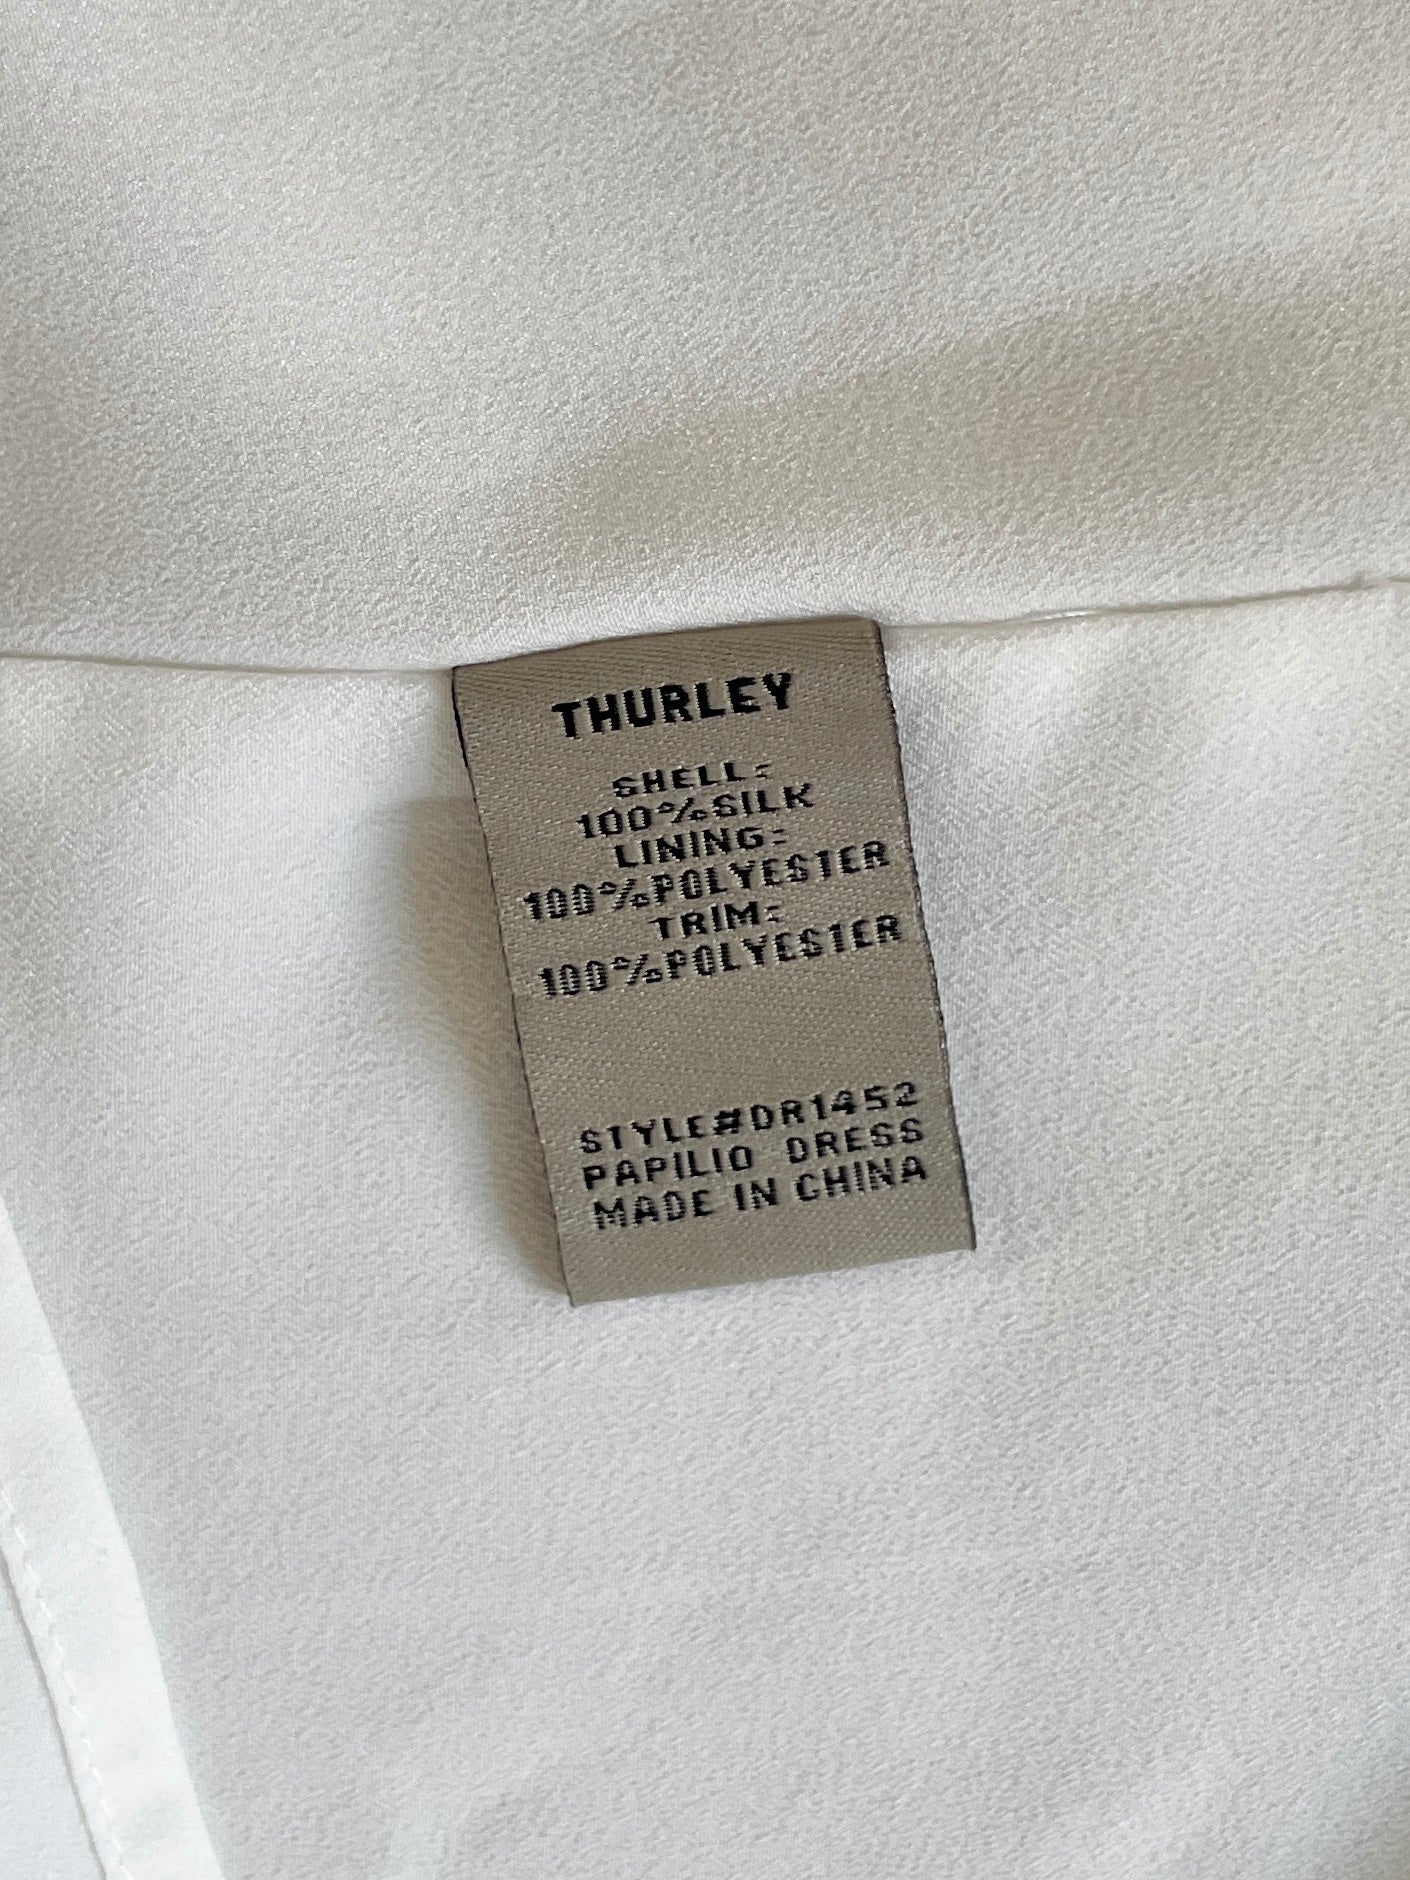 THURLEY
SHELL:
100%SILK
LINING:
100%POLYESTER
TRIM:
100%POLYESTER
STYLE#DR1452
PAPILIO DRESS
MADE IN CHINA